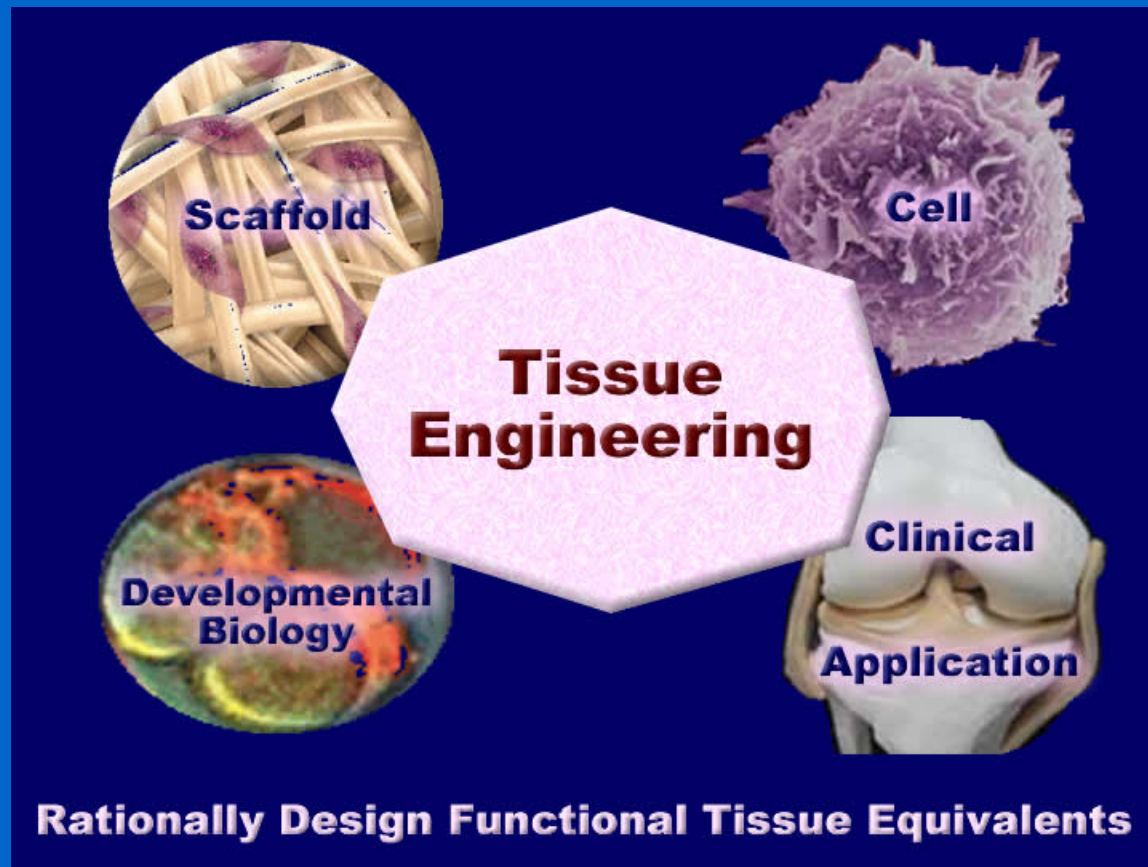 Scaffold
Cell
Tissue
Engineering
Developmental
Biology
Clinical
Application
Rationally Design Functional Tissue Equivalents